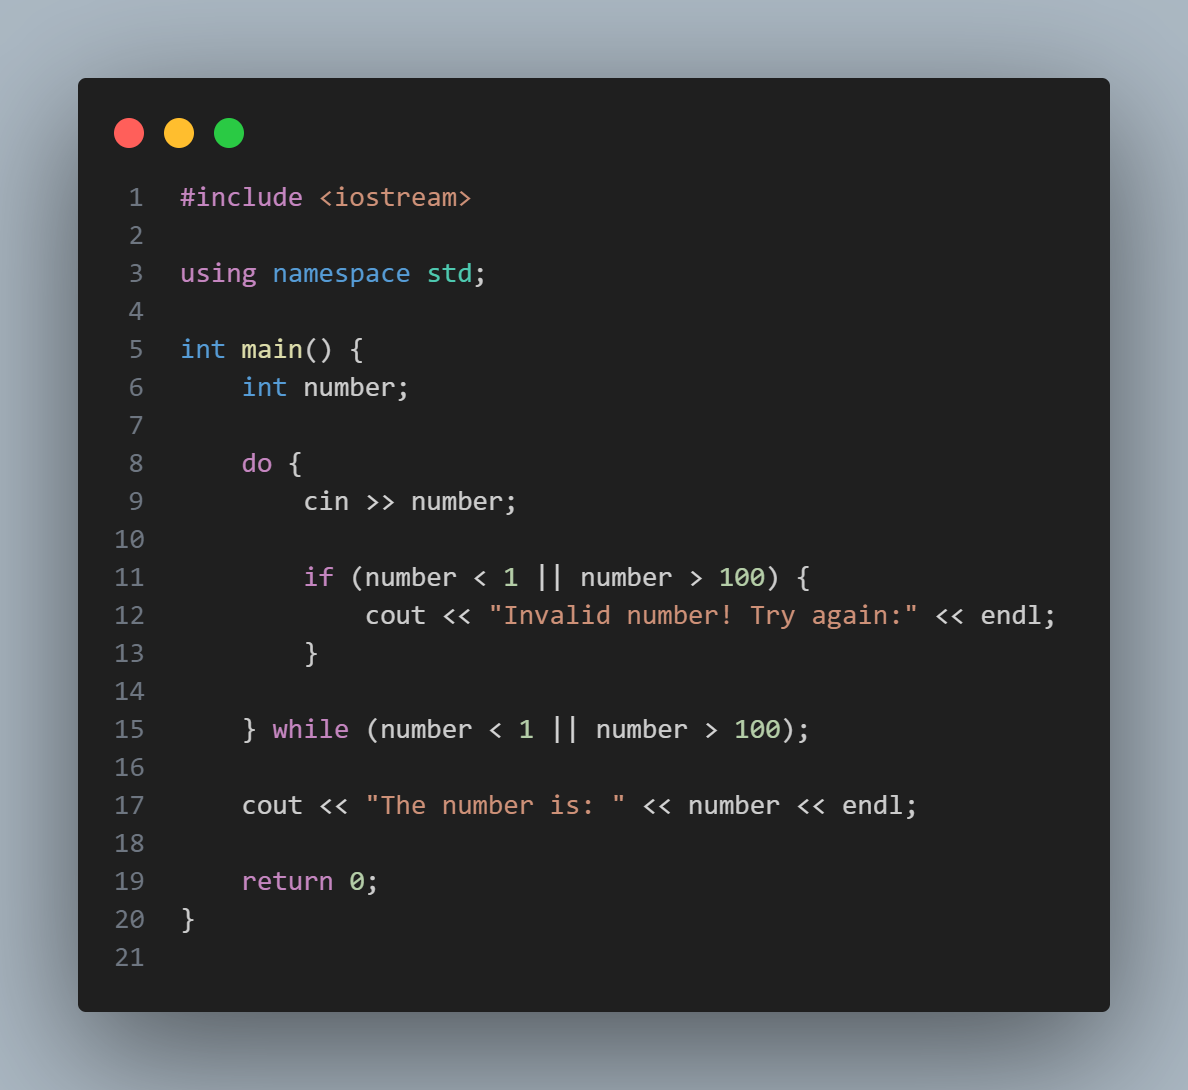 1 #include <iostream>
2
3 using namespace std;
4
5 int main() {
6     int number;
7
8     do {
9         cin >> number;
10
11         if (number < 1 || number > 100) {
12             cout << "Invalid number! Try again:" << endl;
13         }
14
15     } while (number < 1 || number > 100);
16
17     cout << "The number is: " << number << endl;
18
19     return 0;
20 }
21